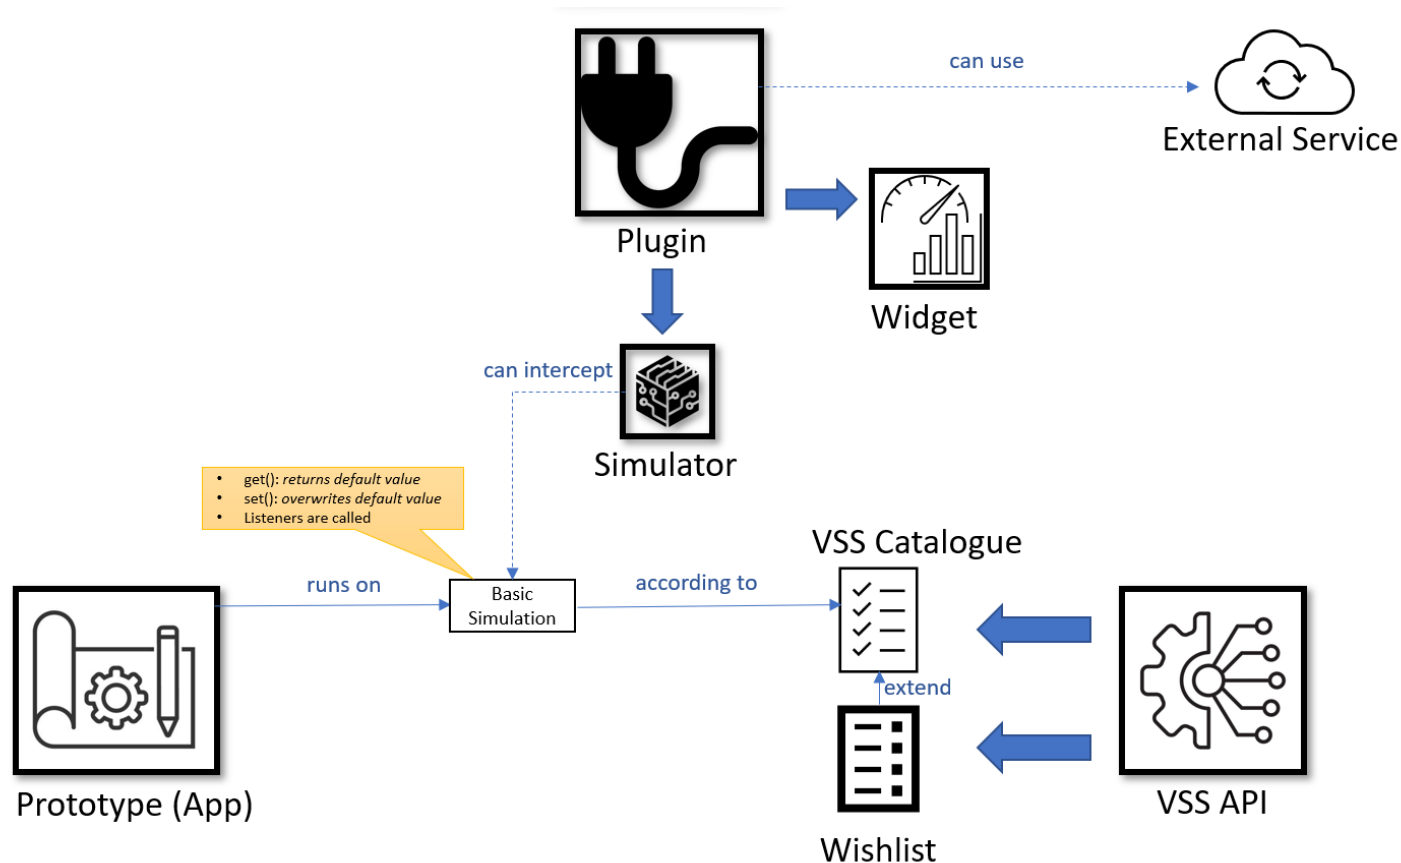 can use
External Service
Plugin
Widget
can intercept
Simulator
• get(): returns default value
• set(): overwrites default value
• Listeners are called
VSS Catalogue
runs on
Basic
Simulation
according to
extend
Prototype (App)
VSS API
Wishlist